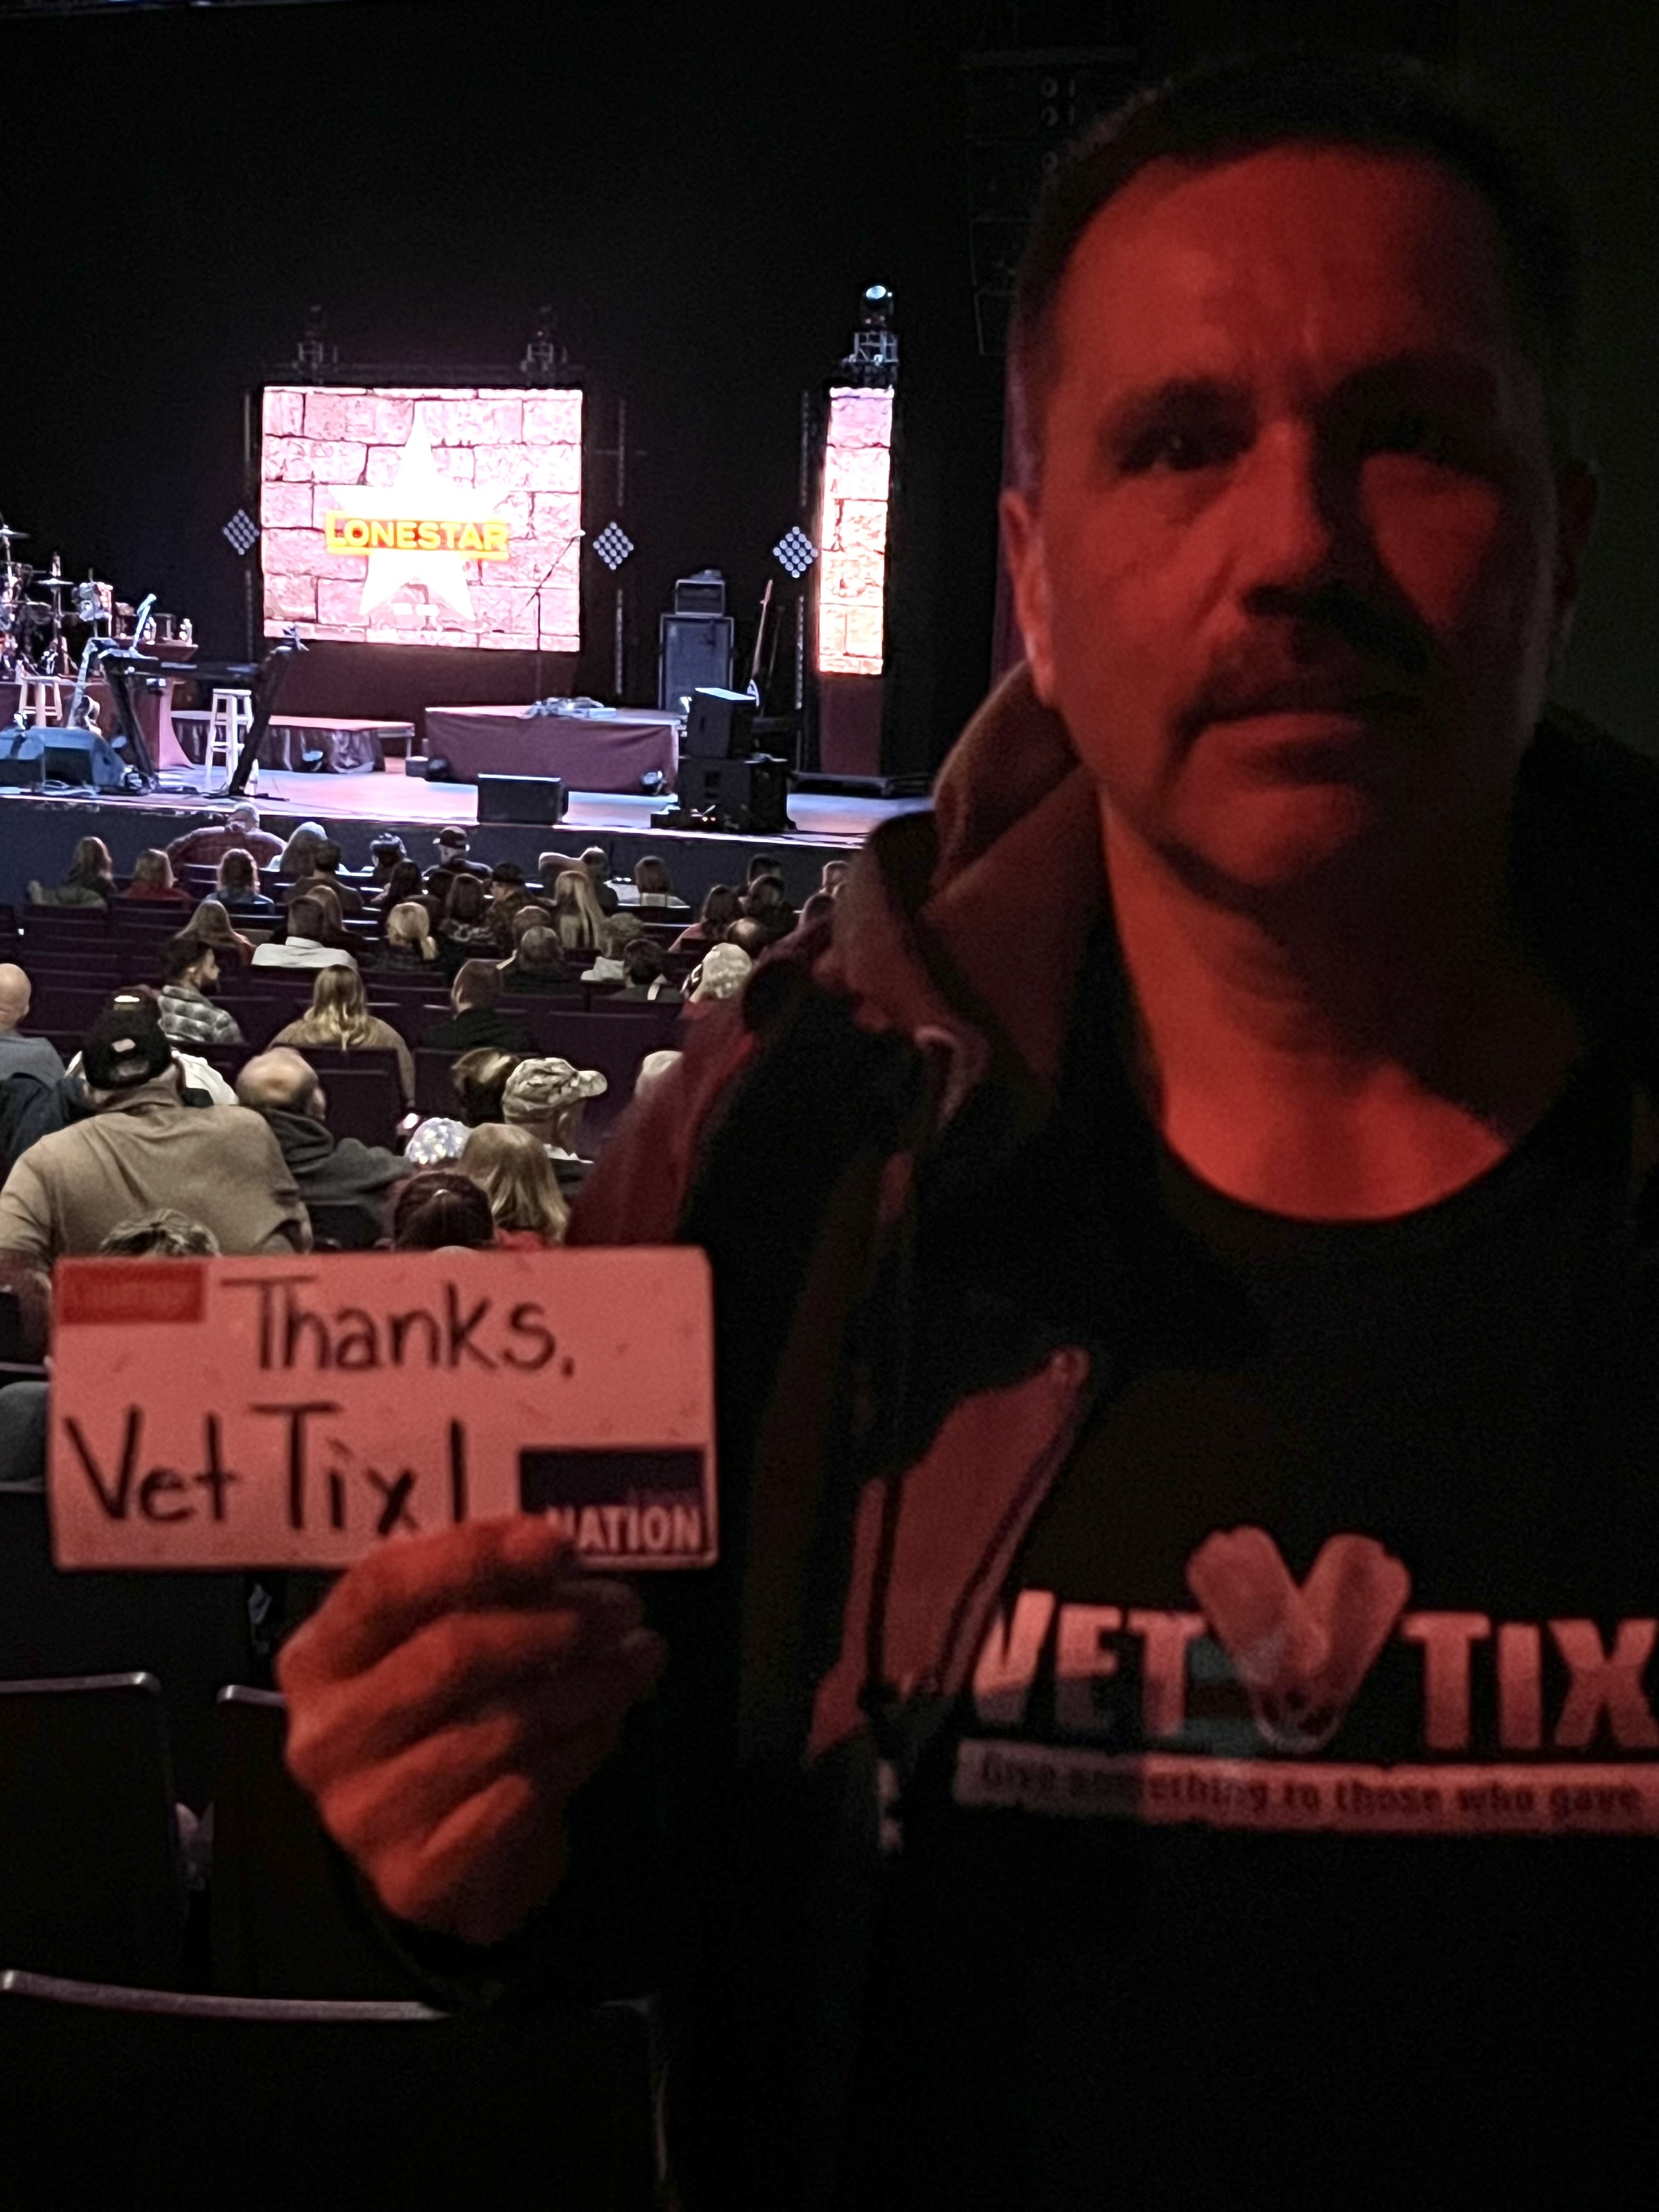 LONESTAR
Thanks,
Vet Tix!
NATION
VET TIX
Give something to those who gave